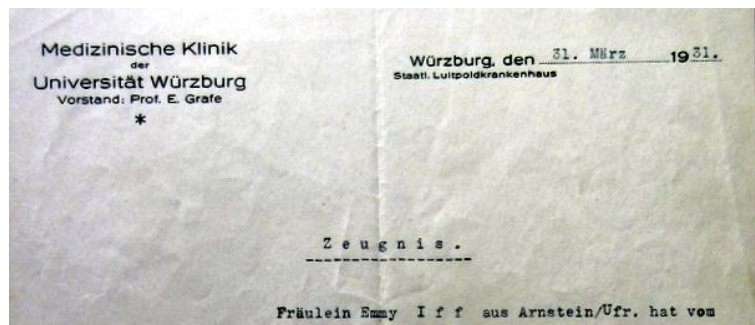 Medizinische Klinik
der
Universität Würzburg
Vorstand: Prof. E. Grafe
*
Würzburg, den 31. März 1931.
Staatl. Luitpoldkrankenhaus
Zeugnis.
Fräulein Emmy Iff aus Arnstein/Ufr. hat vom